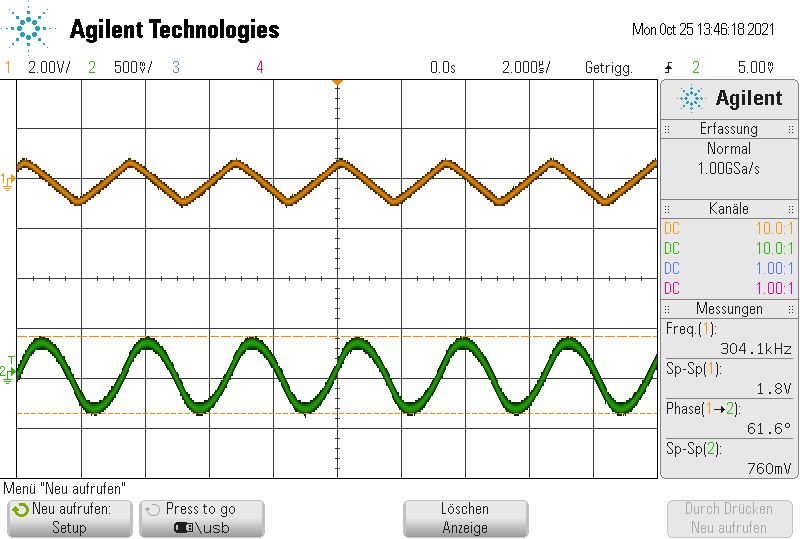 Agilent Technologies
Mon Oct 25 13:46:18 2021
1 2.00V/ 2 500mV/ 3 4 0.0s 2.000us/ Getrigg. 2 5.00V
Agilent
Erfassung
Normal
1.00GSa/s
Kanäle
DC 10.0:1
DC 10.0:1
DC 1.00:1
DC 1.00:1
Messungen
Freq.(1):
304.1kHz
Sp-Sp(1):
1.8V
Phase(1→2):
61.6°
Sp-Sp(2):
760mV
1
T
2
Menü "Neu aufrufen"
Neu aufrufen:
Setup
Press to go
\usb
Löschen
Anzeige
Durch Drücken
Neu aufrufen